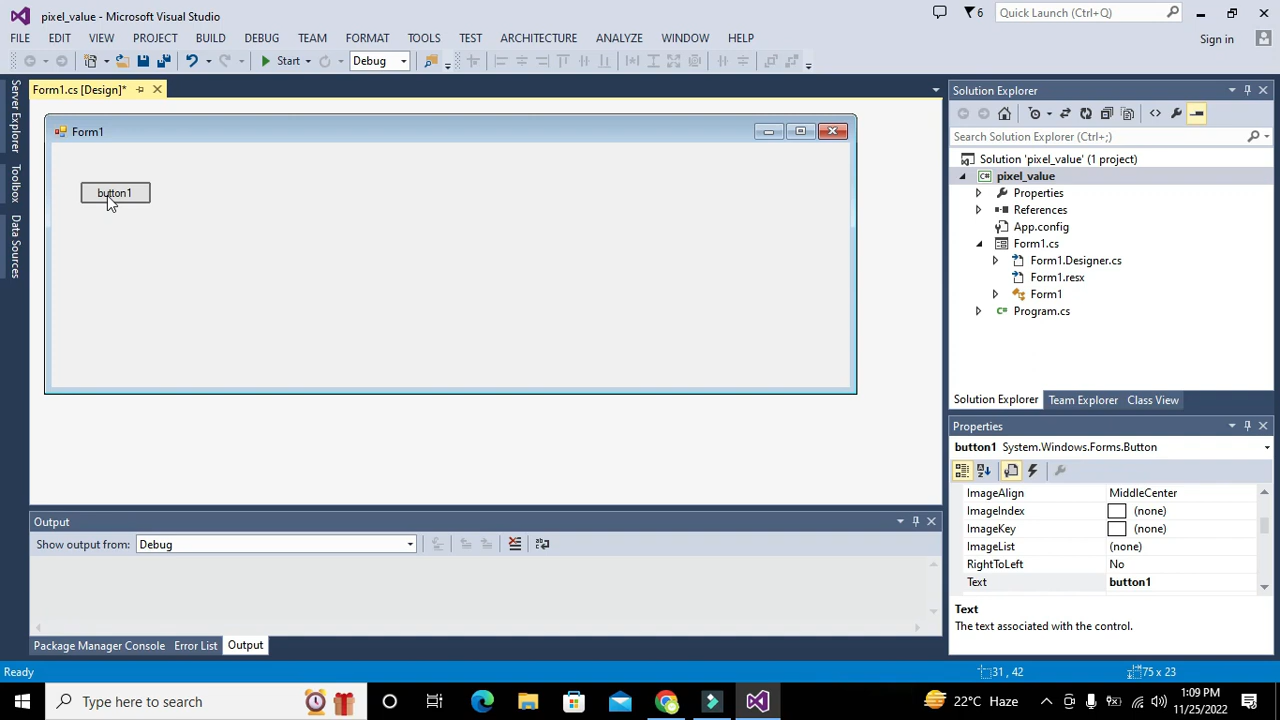 pixel_value - Microsoft Visual Studio
6
Quick Launch (Ctrl+Q)
FILE EDIT VIEW PROJECT BUILD DEBUG TEAM FORMAT TOOLS TEST ARCHITECTURE ANALYZE WINDOW HELP
Sign in
Start
Debug
Server Explorer
Toolbox
Data Sources
Form1.cs [Design]*
Form1
button1
Solution Explorer
Search Solution Explorer (Ctrl+;)
Solution 'pixel_value' (1 project)
C# pixel_value
Properties
References
App.config
Form1.cs
Form1.Designer.cs
Form1.resx
Form1
C# Program.cs
Solution Explorer Team Explorer Class View
Properties
button1 System.Windows.Forms.Button
ImageAlign MiddleCenter
ImageIndex (none)
ImageKey (none)
ImageList (none)
RightToLeft No
Text button1
Text
The text associated with the control.
Output
Show output from: Debug
Package Manager Console Error List Output
Ready
31 , 42
75 x 23
Type here to search
22°C Haze
1:09 PM
11/25/2022